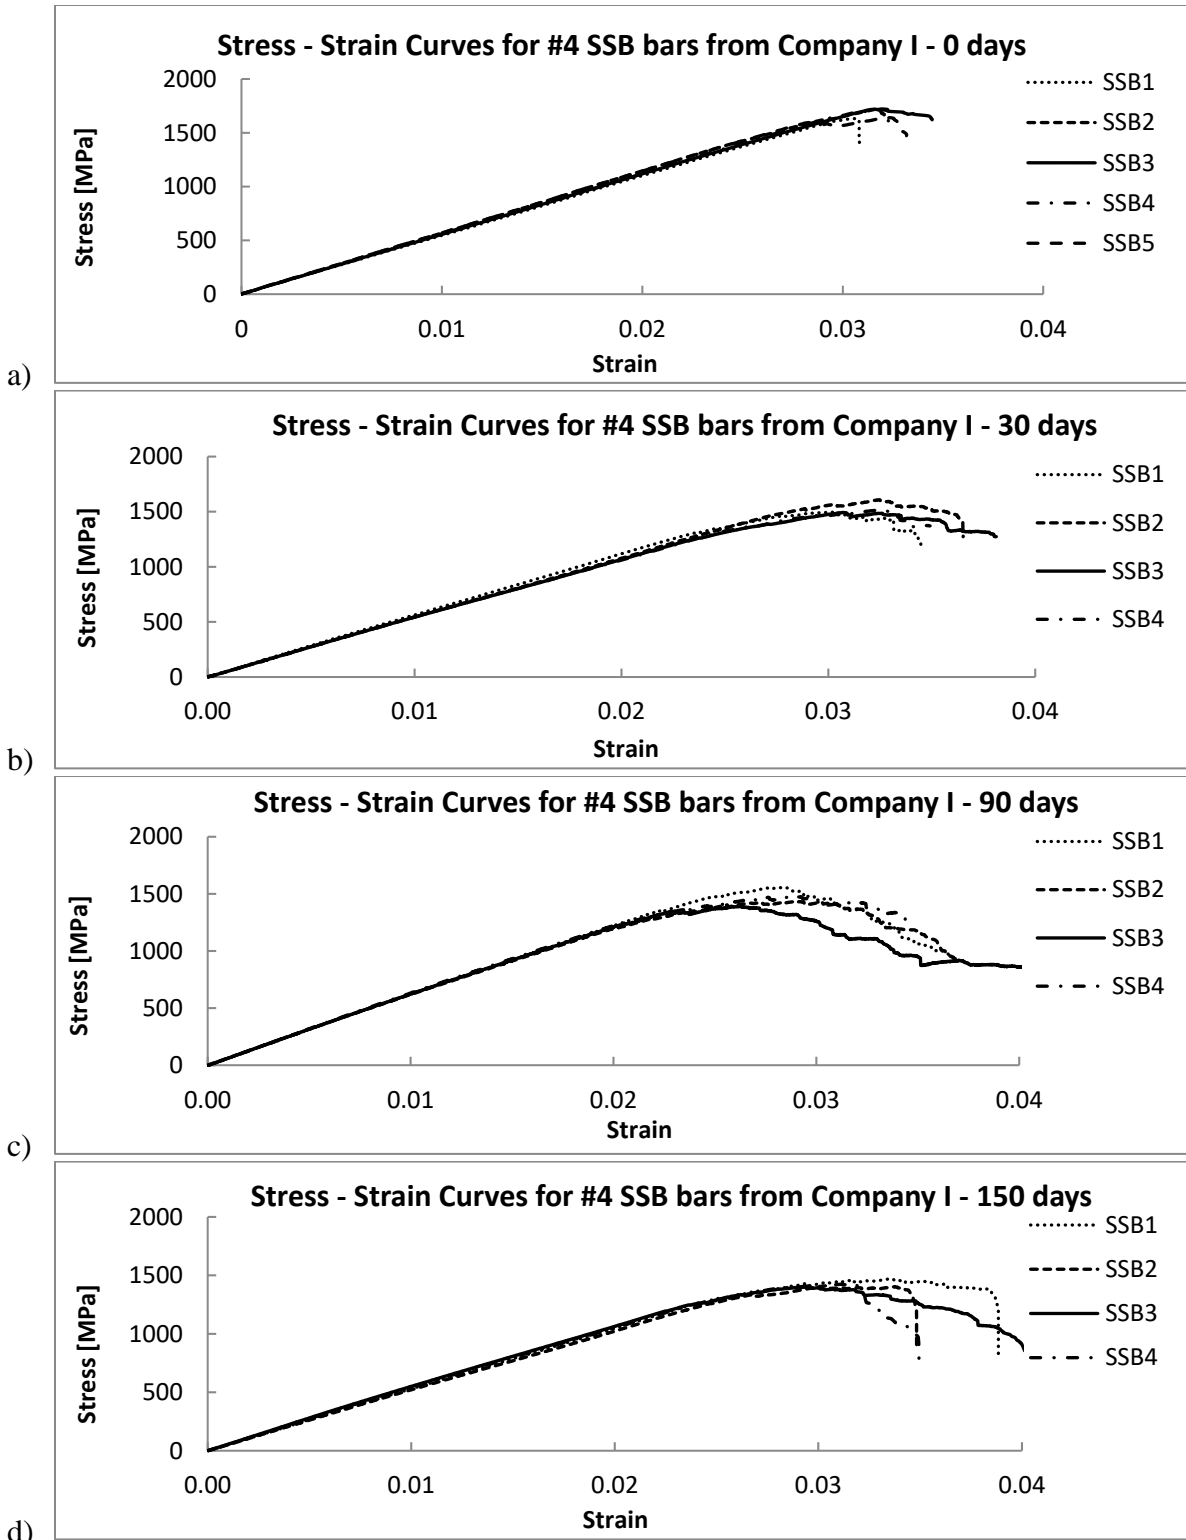 Stress - Strain Curves for #4 SSB bars from Company I - 0 days
2000
1500
1000
500
0
Stress [MPa]
0 0.01 0.02 0.03 0.04
Strain
SSB1
SSB2
SSB3
SSB4
SSB5
a)
Stress - Strain Curves for #4 SSB bars from Company I - 30 days
2000
1500
1000
500
0
Stress [MPa]
0.00 0.01 0.02 0.03 0.04
Strain
SSB1
SSB2
SSB3
SSB4
b)
Stress - Strain Curves for #4 SSB bars from Company I - 90 days
2000
1500
1000
500
0
Stress [MPa]
0.00 0.01 0.02 0.03 0.04
Strain
SSB1
SSB2
SSB3
SSB4
c)
Stress - Strain Curves for #4 SSB bars from Company I - 150 days
2000
1500
1000
500
0
Stress [MPa]
0.00 0.01 0.02 0.03 0.04
Strain
SSB1
SSB2
SSB3
SSB4
d)